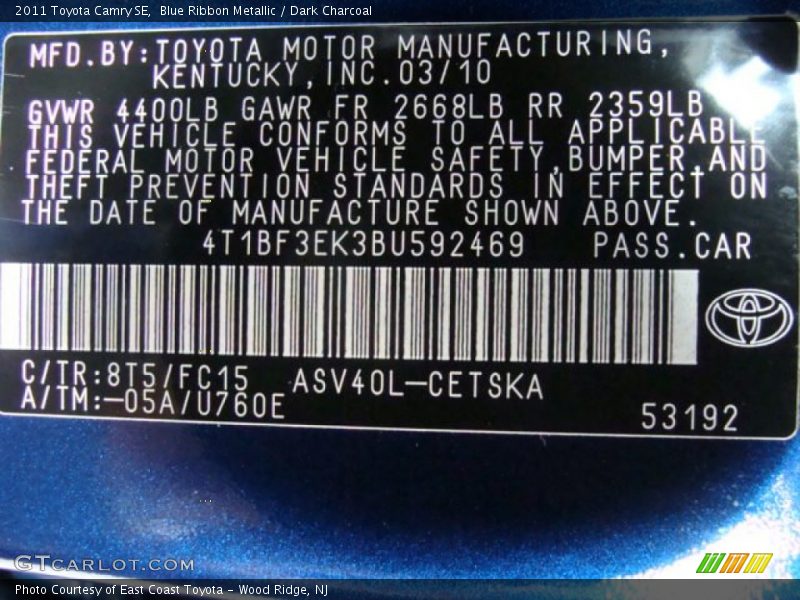 2011 Toyota Camry SE,  Blue Ribbon Metallic / Dark Charcoal
MFD.BY:TOYOTA MOTOR MANUFACTURING,
KENTUCKY,INC.03/10
GVWR 4400LB GAWR FR 2668LB RR 2359LB
THIS VEHICLE CONFORMS TO ALL APPLICABLE
FEDERAL MOTOR VEHICLE SAFETY,BUMPER,AND
THEFT PREVENTION STANDARDS IN EFFECT ON
THE DATE OF MANUFACTURE SHOWN ABOVE.
4T1BF3EK3BU592469 PASS.CAR
C/TR:8T5/FC15 ASV40L-CETSKA
A/TM:-05A/U760E
53192
GTCARLOT.COM
Photo Courtesy of East Coast Toyota - Wood Ridge, NJ